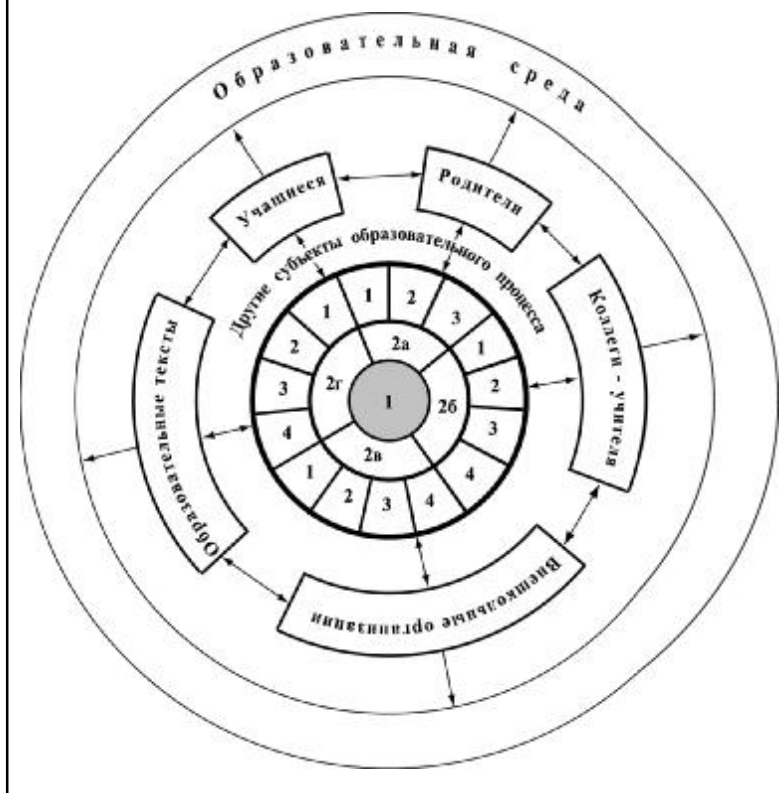 Образовательная среда
Учащиеся
Родители
Другие субъекты образовательного процесса
Коллеги - учителя
Образовательные тексты
Внешкольные организации
1
2а
2б
2в
2г
1
2
3
1
2
3
4
1
2
3
4
1
2
3
4